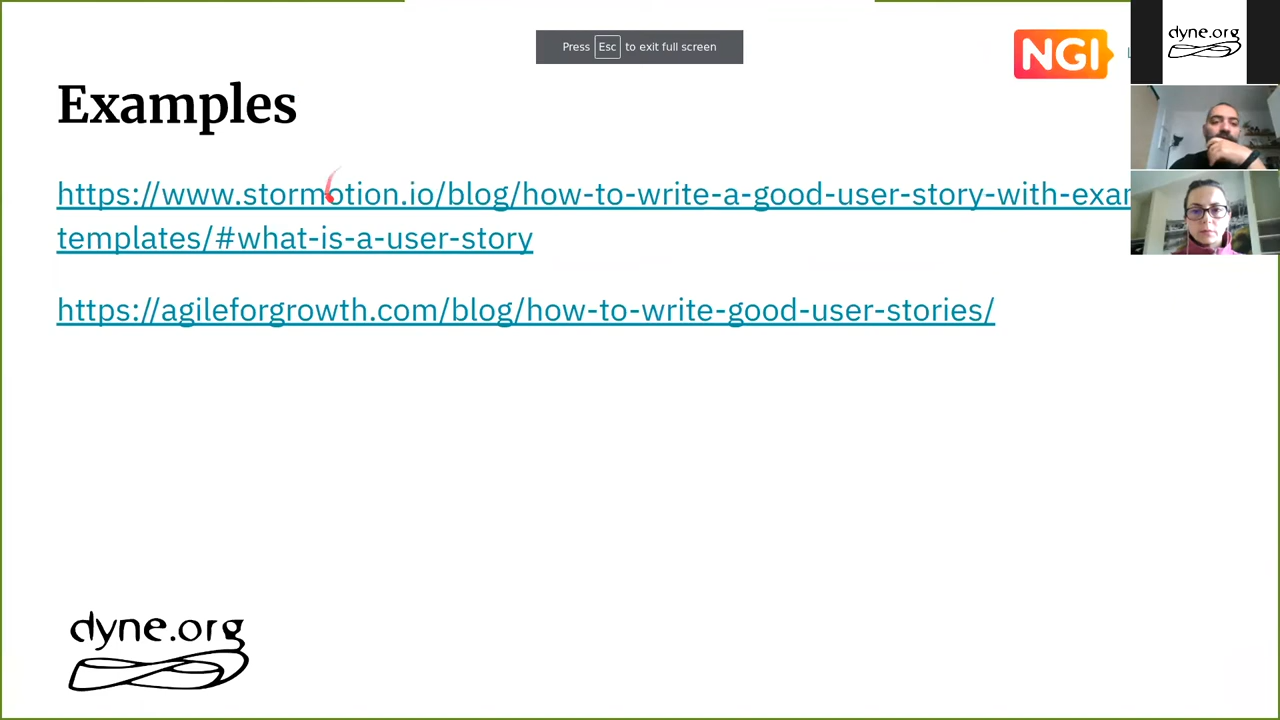 Press Esc to exit full screen
NGI
dyne.org
Examples
https://www.stormotion.io/blog/how-to-write-a-good-user-story-with-exam
templates/#what-is-a-user-story
https://agileforgrowth.com/blog/how-to-write-good-user-stories/
dyne.org